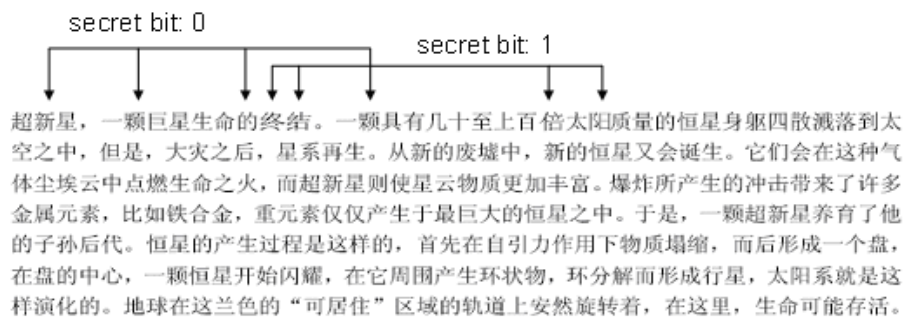 secret bit: 0
secret bit: 1
超新星，一颗巨星生命的终结。一颗具有几十至上百倍太阳质量的恒星身躯四散溅落到太
空之中，但是，大灾之后，星系再生。从新的废墟中，新的恒星又会诞生。它们会在这种气
体尘埃云中点燃生命之火，而超新星则使星云物质更加丰富。爆炸所产生的冲击带来了许多
金属元素，比如铁合金，重元素仅仅产生于最巨大的恒星之中。于是，一颗超新星养育了他
的子孙后代。恒星的产生过程是这样的，首先在自引力作用下物质塌缩，而后形成一个盘，
在盘的中心，一颗恒星开始闪耀，在它周围产生环状物，环分解而形成行星，太阳系就是这
样演化的。地球在这兰色的“可居住”区域的轨道上安然旋转着，在这里，生命可能存活。